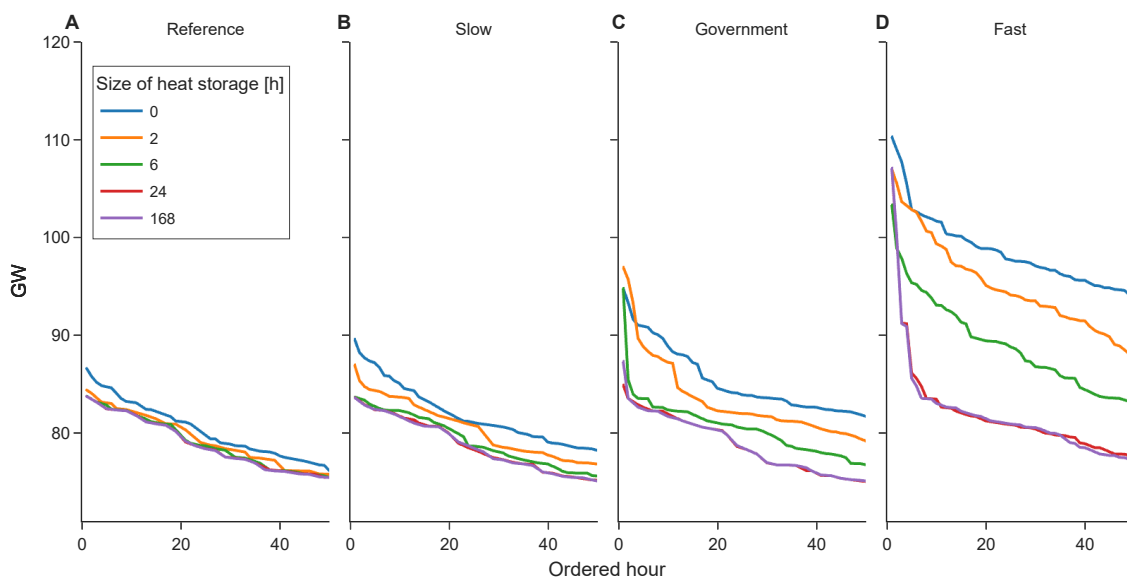 A Reference B Slow C Government D Fast
120
Size of heat storage [h]
0
110
2
6
24
168
100
GW
90
80
0 20 40 0 20 40 0 20 40 0 20 40
Ordered hour